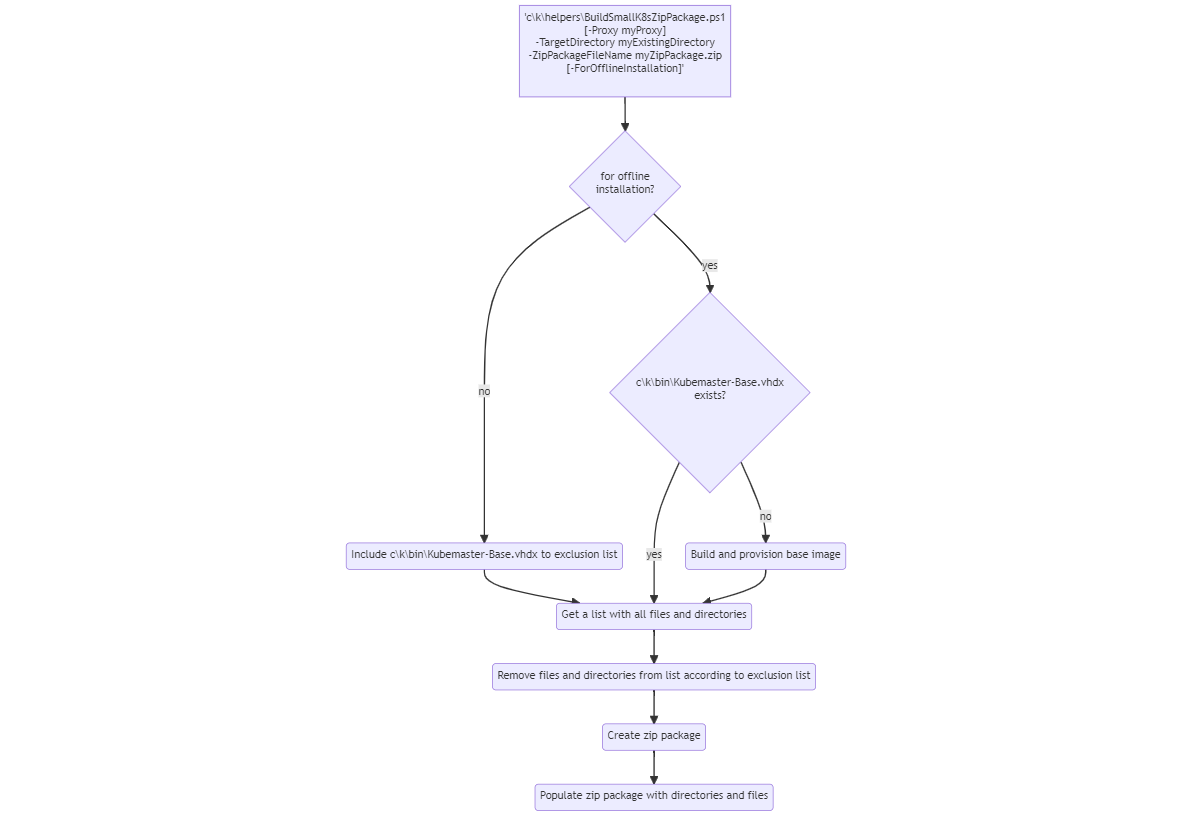 'c\k\helpers\BuildSmallK8sZipPackage.ps1
[-Proxy myProxy]
-TargetDirectory myExistingDirectory
-ZipPackageFileName myZipPackage.zip
[-ForOfflineInstallation]'
for offline
installation?
yes
c\k\bin\Kubemaster-Base.vhdx
exists?
no
no
Include c\k\bin\Kubemaster-Base.vhdx to exclusion list
yes
Build and provision base image
Get a list with all files and directories
Remove files and directories from list according to exclusion list
Create zip package
Populate zip package with directories and files